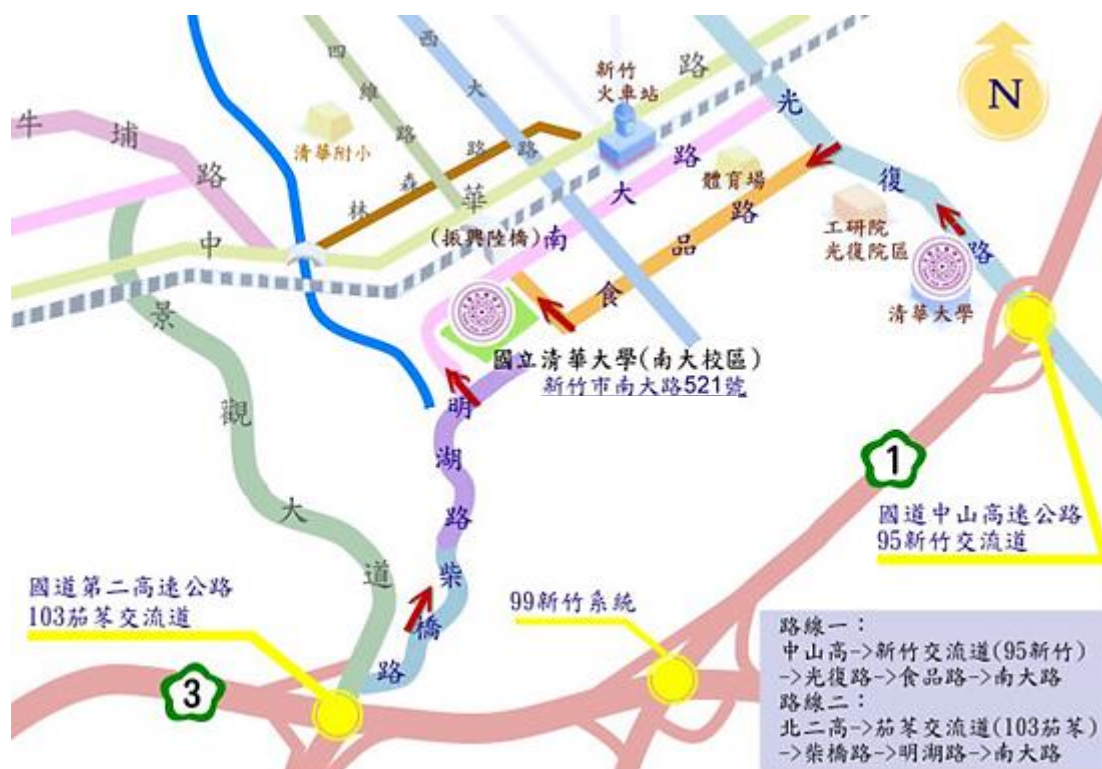 四維路
西大路
新竹
火車站
中華路
光復路
N
牛埔路
清華附小
林森路
南大路
體育場
食品路
工研院
光復院區
清華大學
(振興陸橋)
國立清華大學(南大校區)
新竹市南大路521號
景觀大道
明湖路
柴橋路
1
國道中山高速公路
95新竹交流道
國道第二高速公路
103茄苳交流道
99新竹系統
3
路線一：
中山高->新竹交流道(95新竹)
->光復路->食品路->南大路
路線二：
北二高->茄苳交流道(103茄苳)
->柴橋路->明湖路->南大路